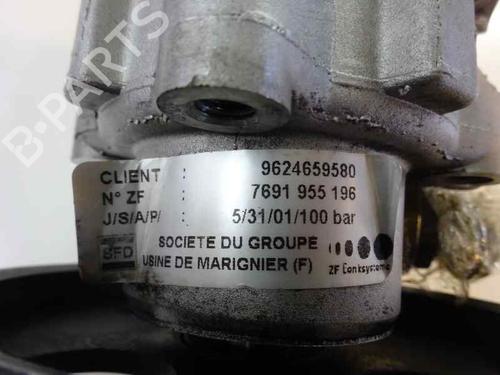 B-PARTS
CLIENT : 9624659580
N° ZF : 7691 955 196
J/S/A/P/ : 5/31/01/100 bar
SFD SOCIETE DU GROUPE
USINE DE MARIGNIER (F) ZF Lenksysteme